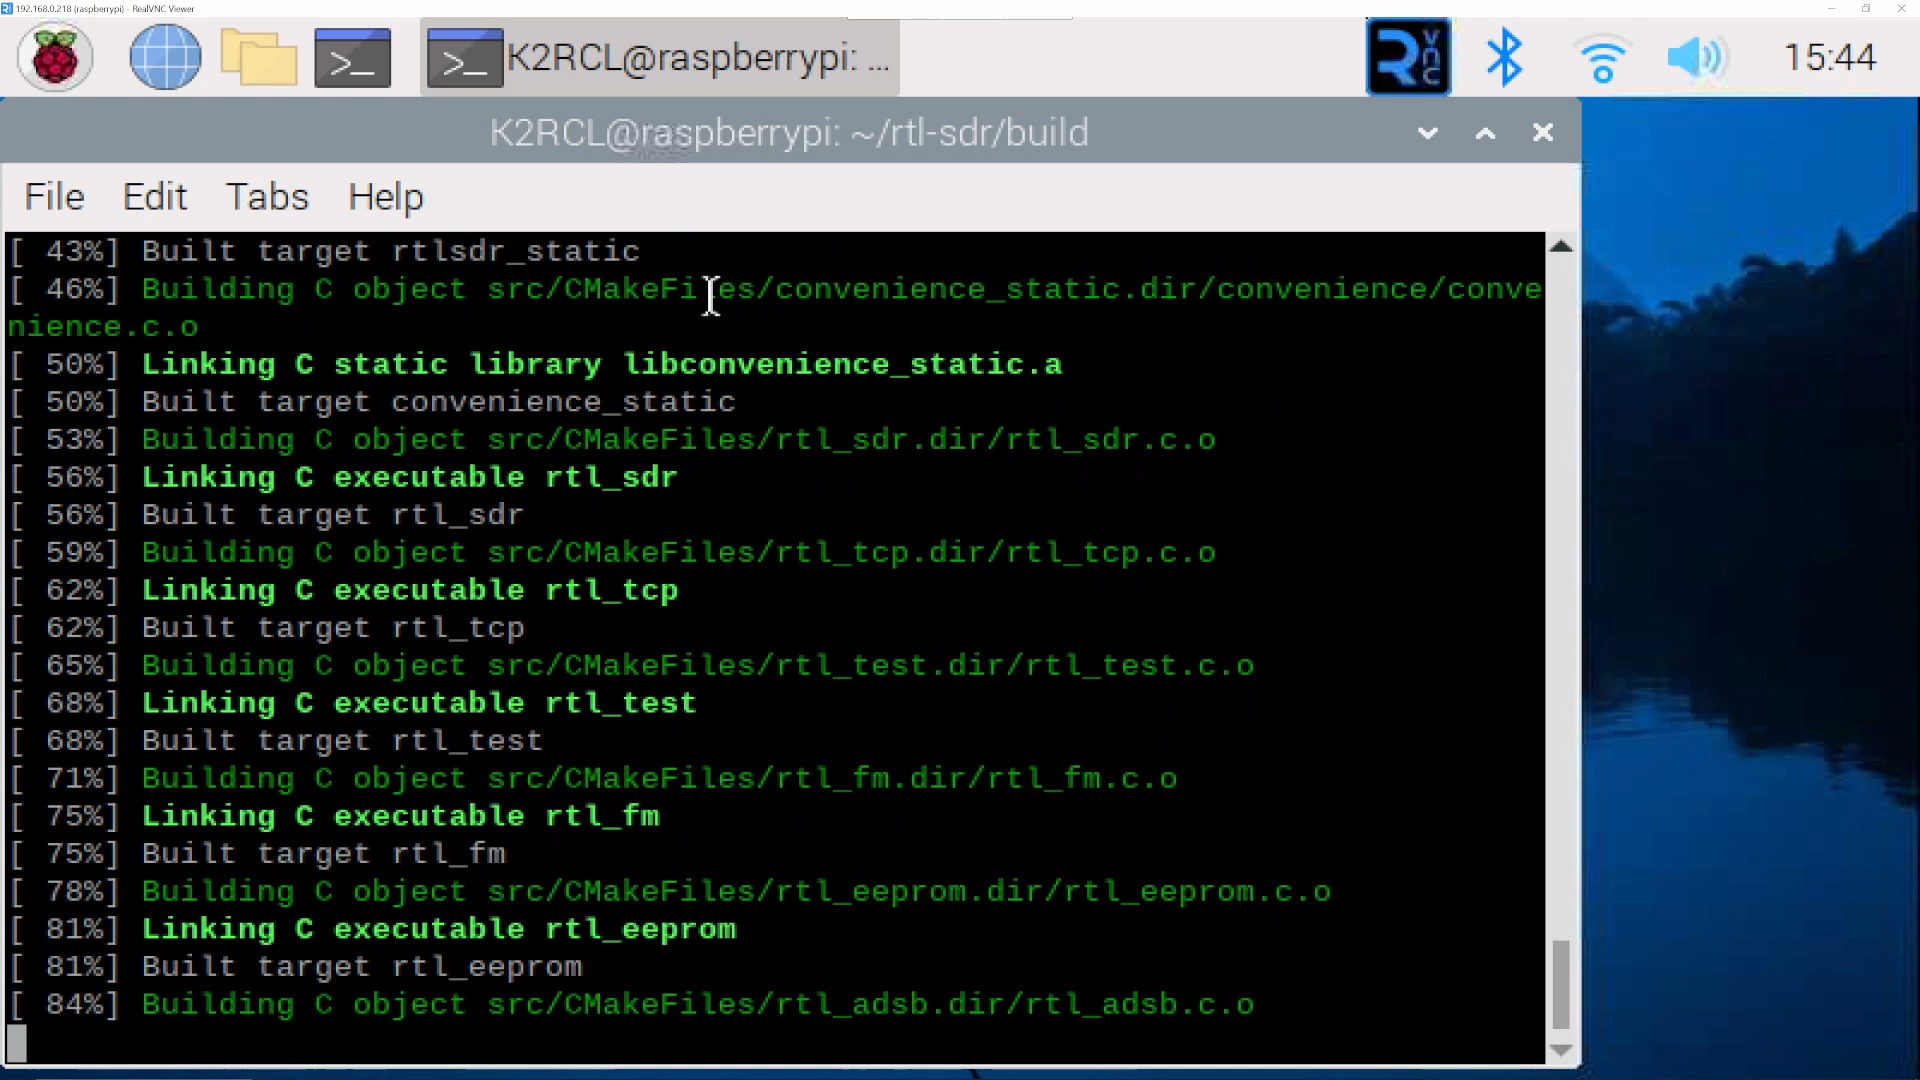 192.168.0.218 (raspberrypi) - RealVNC Viewer
K2RCL@raspberrypi: ...
VNC
15:44
K2RCL@raspberrypi: ~/rtl-sdr/build
File Edit Tabs Help
[ 43%] Built target rtlsdr_static
[ 46%] Building C object src/CMakeFiles/convenience_static.dir/convenience/conve
nience.c.o
[ 50%] Linking C static library libconvenience_static.a
[ 50%] Built target convenience_static
[ 53%] Building C object src/CMakeFiles/rtl_sdr.dir/rtl_sdr.c.o
[ 56%] Linking C executable rtl_sdr
[ 56%] Built target rtl_sdr
[ 59%] Building C object src/CMakeFiles/rtl_tcp.dir/rtl_tcp.c.o
[ 62%] Linking C executable rtl_tcp
[ 62%] Built target rtl_tcp
[ 65%] Building C object src/CMakeFiles/rtl_test.dir/rtl_test.c.o
[ 68%] Linking C executable rtl_test
[ 68%] Built target rtl_test
[ 71%] Building C object src/CMakeFiles/rtl_fm.dir/rtl_fm.c.o
[ 75%] Linking C executable rtl_fm
[ 75%] Built target rtl_fm
[ 78%] Building C object src/CMakeFiles/rtl_eeprom.dir/rtl_eeprom.c.o
[ 81%] Linking C executable rtl_eeprom
[ 81%] Built target rtl_eeprom
[ 84%] Building C object src/CMakeFiles/rtl_adsb.dir/rtl_adsb.c.o